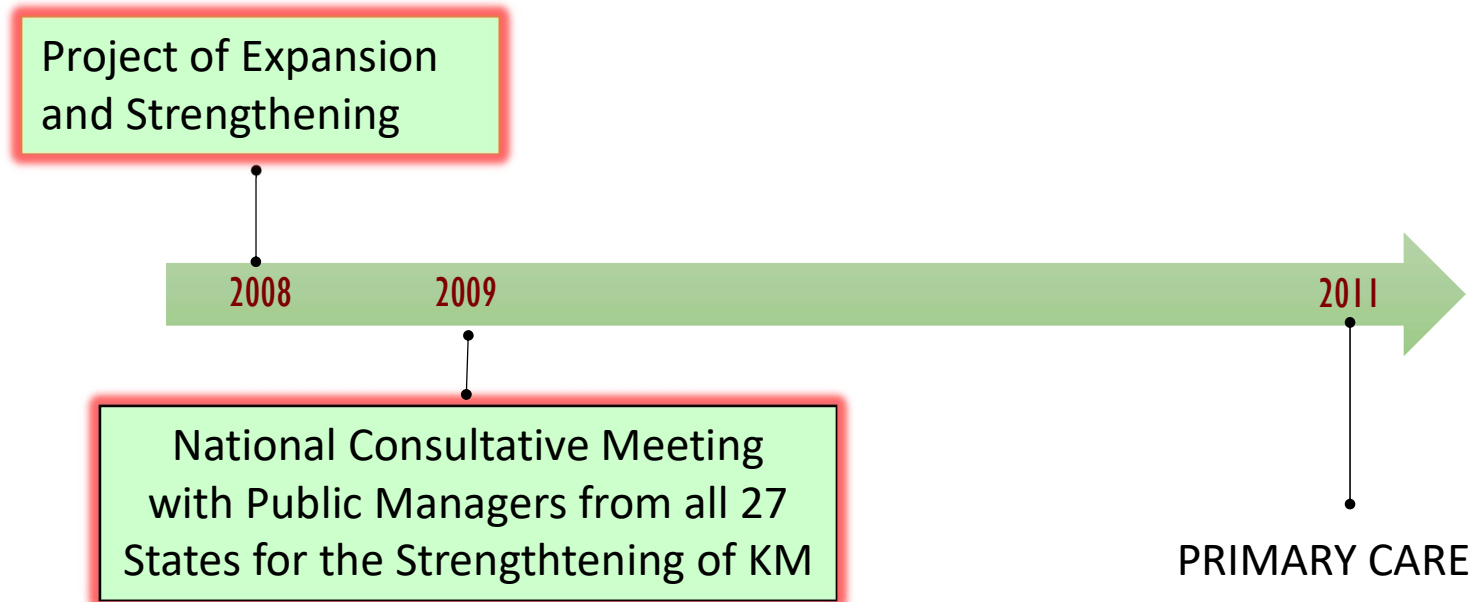 Project of Expansion
and Strengthening
2008
2009
2011
National Consultative Meeting
with Public Managers from all 27
States for the Strengthtening of KM
PRIMARY CARE